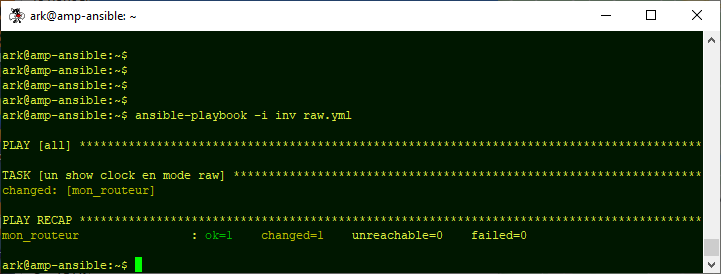 ark@amp-ansible: ~
ark@amp-ansible:~$
ark@amp-ansible:~$
ark@amp-ansible:~$
ark@amp-ansible:~$
ark@amp-ansible:~$ ansible-playbook -i inv raw.yml
PLAY [all] *****************************************************************************************
TASK [un show clock en mode raw] *******************************************************************
changed: [mon_routeur]
PLAY RECAP *****************************************************************************************
mon_routeur : ok=1 changed=1 unreachable=0 failed=0
ark@amp-ansible:~$